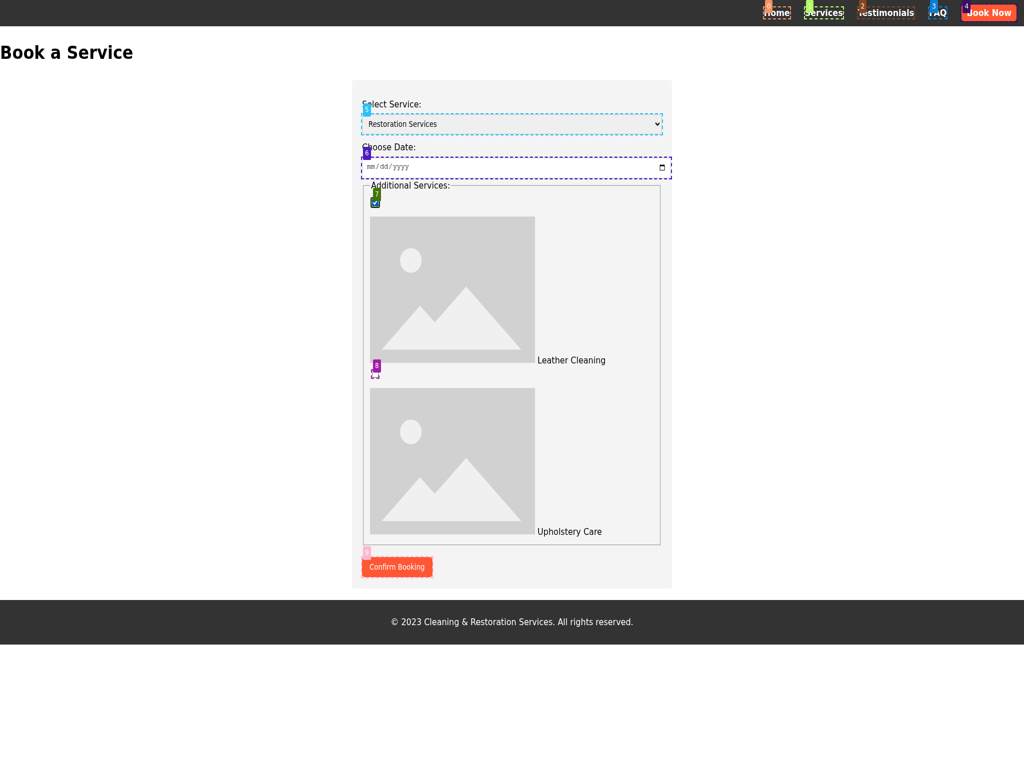 Home Services Testimonials FAQ Book Now
Book a Service
Select Service:
Restoration Services
Choose Date:
mm/dd/yyyy
Additional Services:
Leather Cleaning
Upholstery Care
Confirm Booking
© 2023 Cleaning & Restoration Services. All rights reserved.